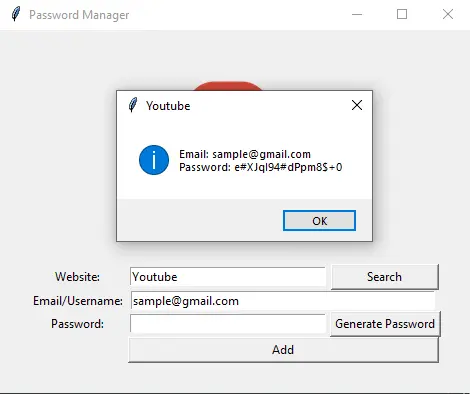 Password Manager
Youtube
Email: sample@gmail.com
Password: e#XJql94#dPpm8$+0
OK
Website:
Youtube
Search
Email/Username:
sample@gmail.com
Password:
Generate Password
Add